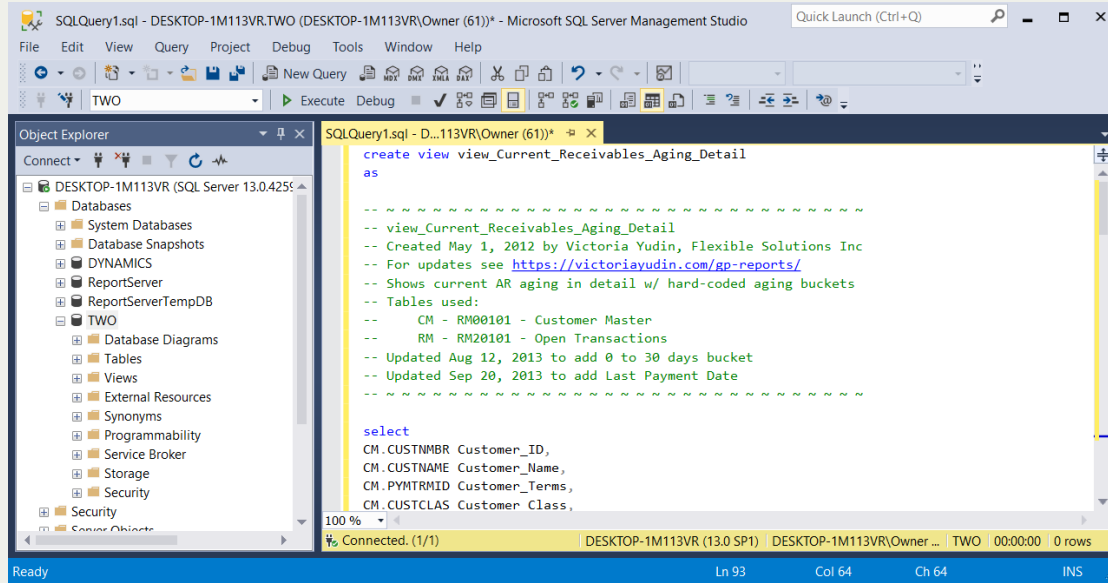 SQLQuery1.sql - DESKTOP-1M113VR.TWO (DESKTOP-1M113VR\Owner (61))* - Microsoft SQL Server Management Studio
Quick Launch (Ctrl+Q)
File Edit View Query Project Debug Tools Window Help
New Query MDX DMX XMLA DAX
TWO Execute Debug
Object Explorer
Connect
DESKTOP-1M113VR (SQL Server 13.0.4259
Databases
System Databases
Database Snapshots
DYNAMICS
ReportServer
ReportServerTempDB
TWO
Database Diagrams
Tables
Views
External Resources
Synonyms
Programmability
Service Broker
Storage
Security
Security
Server Objects
SQLQuery1.sql - D...113VR\Owner (61))*
create view view_Current_Receivables_Aging_Detail
as
-- ~ ~ ~ ~ ~ ~ ~ ~ ~ ~ ~ ~ ~ ~ ~ ~ ~ ~ ~ ~ ~ ~ ~ ~ ~ ~ ~ ~ ~ ~ ~
-- view_Current_Receivables_Aging_Detail
-- Created May 1, 2012 by Victoria Yudin, Flexible Solutions Inc
-- For updates see https://victoriayudin.com/gp-reports/
-- Shows current AR aging in detail w/ hard-coded aging buckets
-- Tables used:
--     CM - RM00101 - Customer Master
--     RM - RM20101 - Open Transactions
-- Updated Aug 12, 2013 to add 0 to 30 days bucket
-- Updated Sep 20, 2013 to add Last Payment Date
-- ~ ~ ~ ~ ~ ~ ~ ~ ~ ~ ~ ~ ~ ~ ~ ~ ~ ~ ~ ~ ~ ~ ~ ~ ~ ~ ~ ~ ~ ~ ~
select
CM.CUSTNMBR Customer_ID,
CM.CUSTNAME Customer_Name,
CM.PYMTRMID Customer_Terms,
CM.CUSTCLAS Customer_Class,
100 %
Connected. (1/1) DESKTOP-1M113VR (13.0 SP1) DESKTOP-1M113VR\Owner ... TWO 00:00:00 0 rows
Ready Ln 93 Col 64 Ch 64 INS